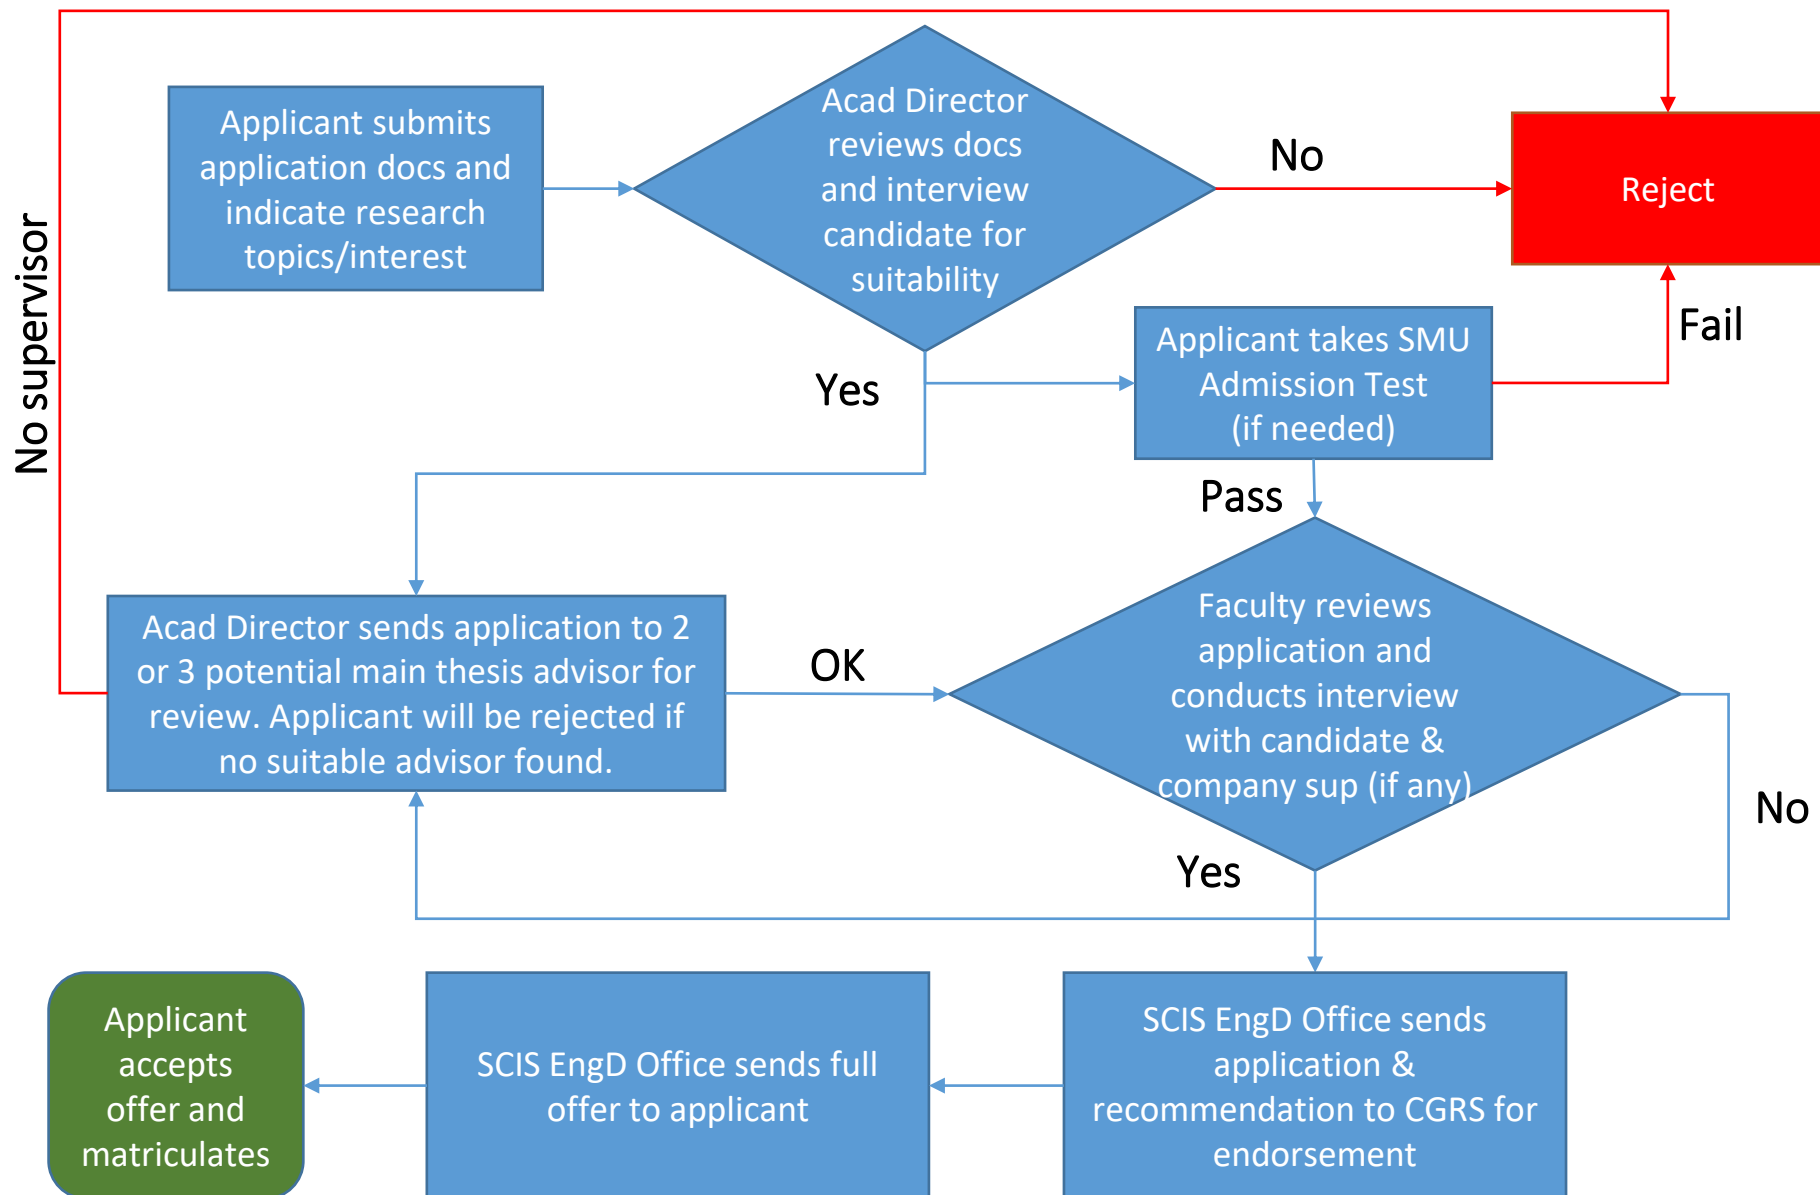 Applicant submits
application docs and
indicate research
topics/interest
Acad Director
reviews docs
and interview
candidate for
suitability
No
Reject
No supervisor
Yes
Applicant takes SMU
Admission Test
(if needed)
Fail
Pass
Acad Director sends application to 2
or 3 potential main thesis advisor for
review. Applicant will be rejected if
no suitable advisor found.
OK
Faculty reviews
application and
conducts interview
with candidate &
company sup (if any)
No
Yes
Applicant
accepts
offer and
matriculates
SCIS EngD Office sends full
offer to applicant
SCIS EngD Office sends
application &
recommendation to CGRS for
endorsement